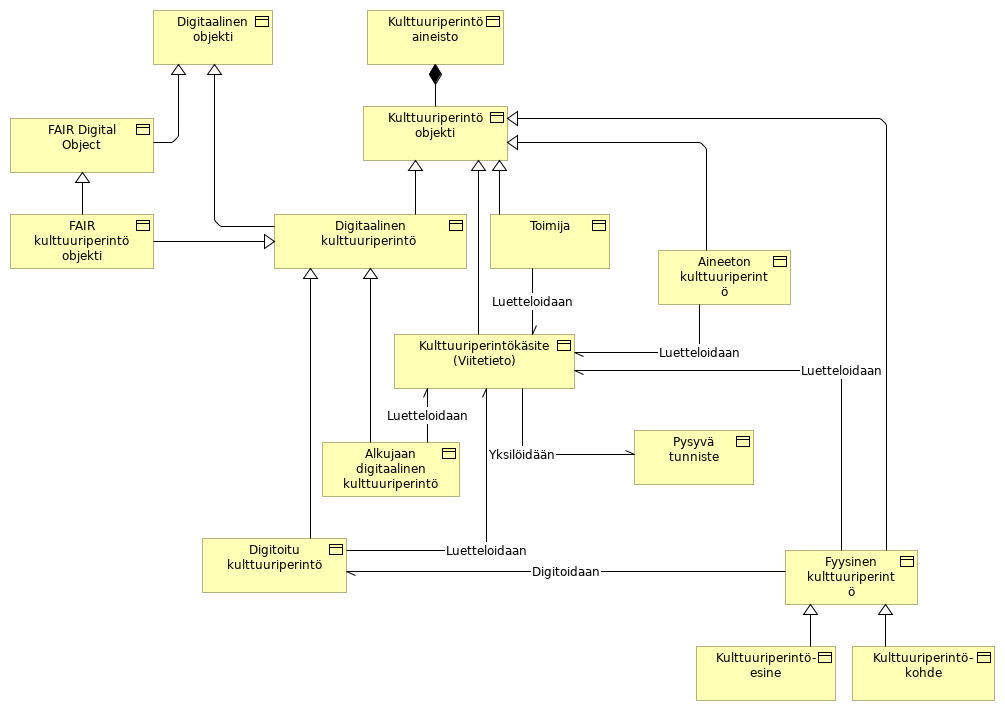 Digitaalinen
objekti
Kulttuuriperintö
aineisto
FAIR Digital
Object
Kulttuuriperintö
objekti
FAIR
kulttuuriperintö
objekti
Digitaalinen
kulttuuriperintö
Toimija
Aineeton
kulttuuriperint
ö
Luetteloidaan
Kulttuuriperintökäsite
(Viitetieto)
Luetteloidaan
Luetteloidaan
Luetteloidaan
Alkujaan
digitaalinen
kulttuuriperintö
Yksilöidään
Pysyvä
tunniste
Digitoitu
kulttuuriperintö
Luetteloidaan
Digitoidaan
Fyysinen
kulttuuriperint
ö
Kulttuuriperintö-
esine
Kulttuuriperintö-
kohde